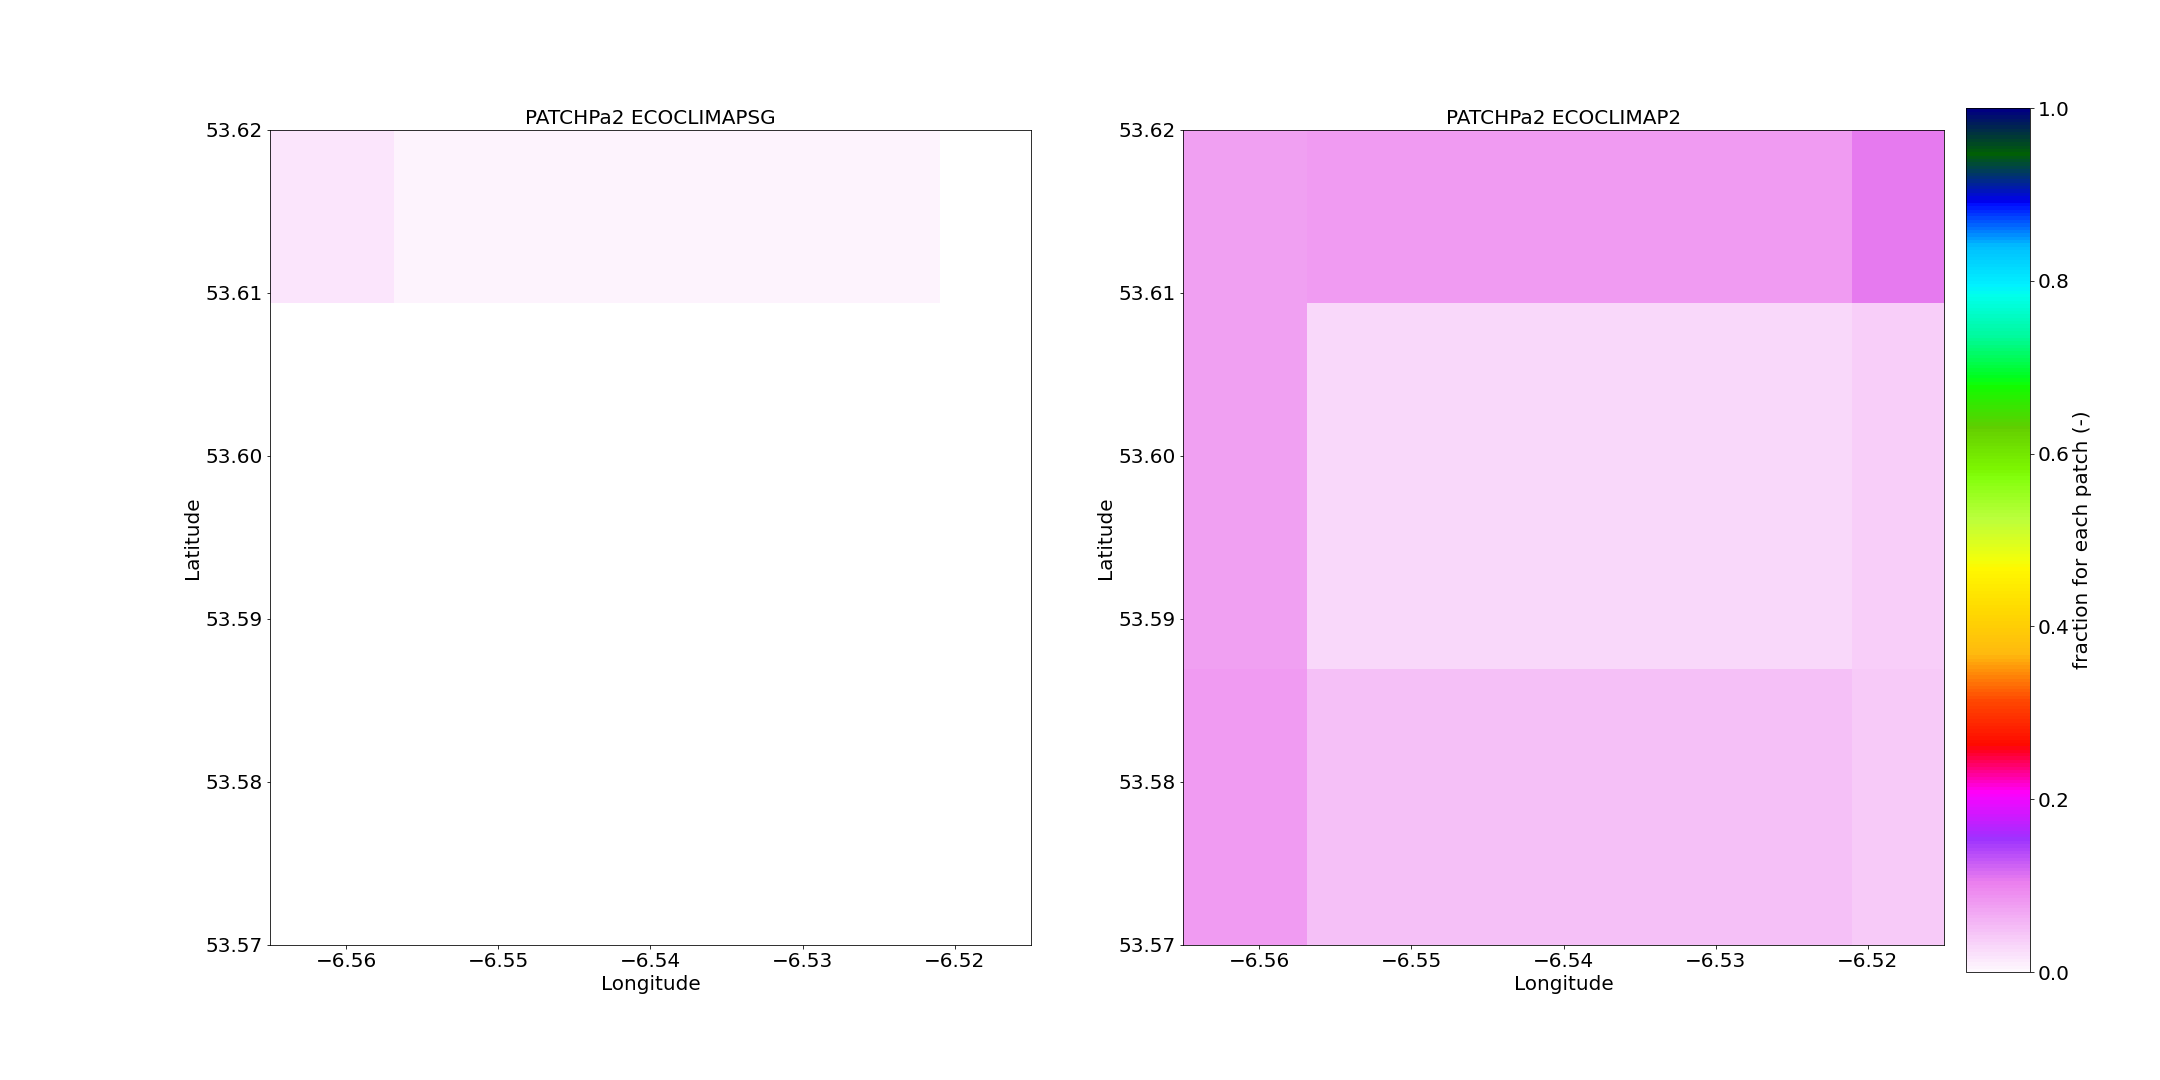 PATCHPa2 ECOCLIMAPSG
53.62
53.61
53.60
53.59
53.58
53.57
Latitude
−6.56 −6.55 −6.54 −6.53 −6.52
Longitude
PATCHPa2 ECOCLIMAP2
53.62
53.61
53.60
53.59
53.58
53.57
Latitude
−6.56 −6.55 −6.54 −6.53 −6.52
Longitude
1.0
0.8
0.6
0.4
0.2
0.0
fraction for each patch (-)